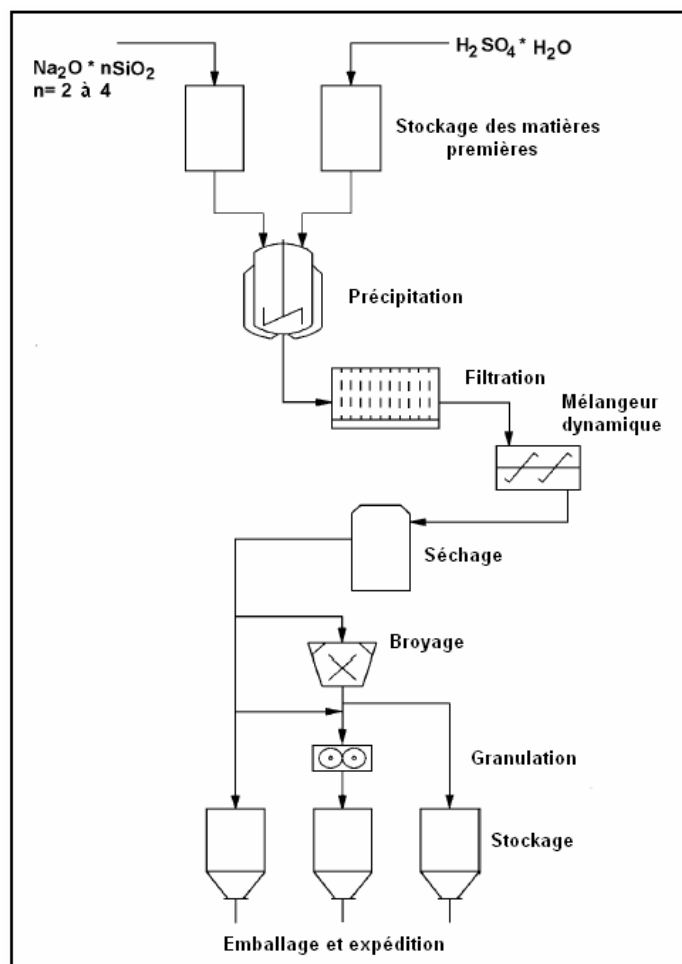 Na₂O * nSiO₂
n= 2 à 4
H₂SO₄* H₂O
Stockage des matières
premières
Précipitation
Filtration
Mélangeur
dynamique
Séchage
Broyage
Granulation
Stockage
Emballage et expédition